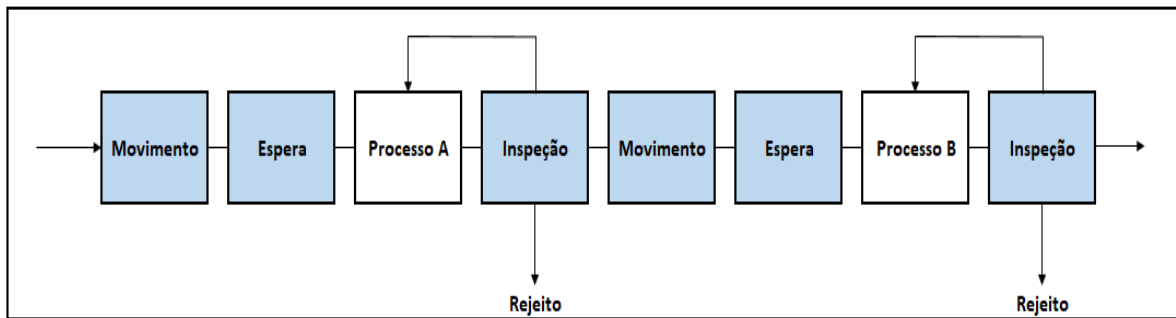 Movimento
Espera
Processo A
Inspeção
Movimento
Espera
Processo B
Inspeção
Rejeito
Rejeito